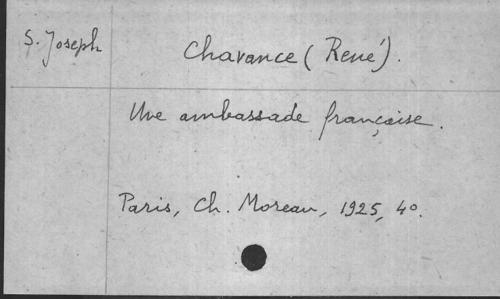 S. Joseph
Chavance (René).
Une ambassade française.
Paris, Ch. Moreau, 1925, 4o.